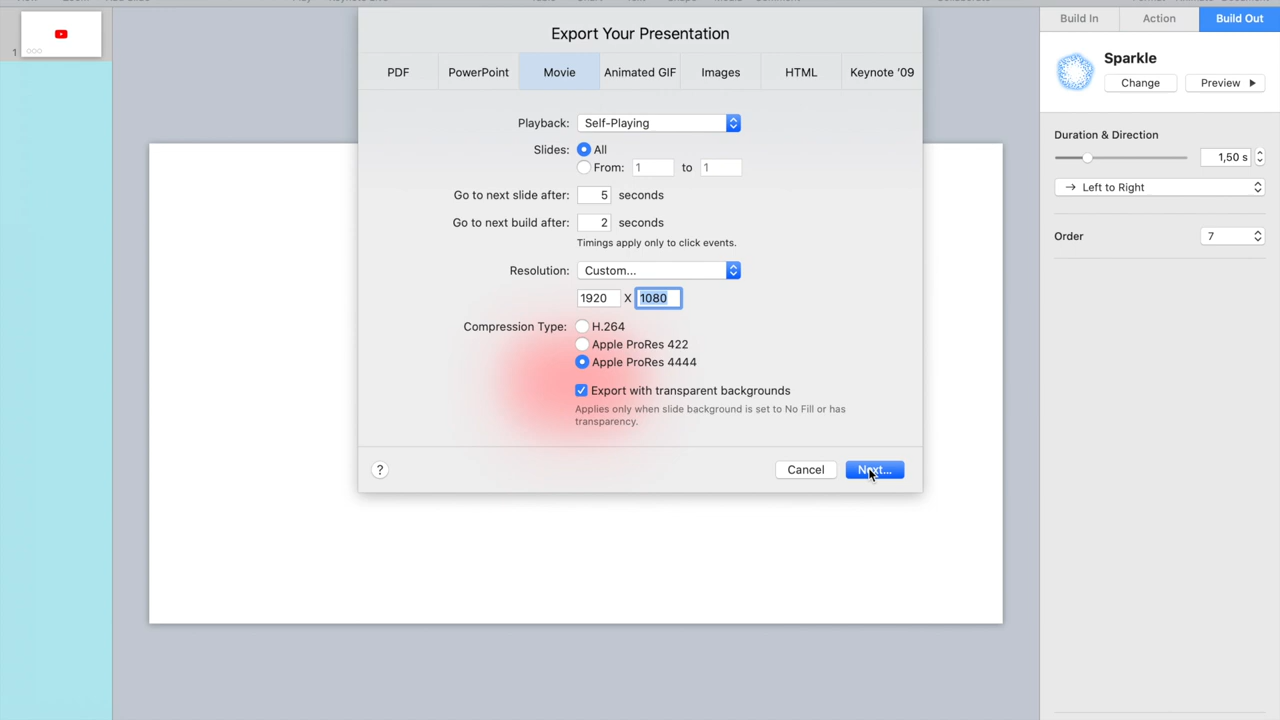 Export Your Presentation
PDF
PowerPoint
Movie
Animated GIF
Images
HTML
Keynote '09
Playback: Self-Playing
Slides: All
From: 1 to 1
Go to next slide after: 5 seconds
Go to next build after: 2 seconds
Timings apply only to click events.
Resolution: Custom...
1920 X 1080
Compression Type: H.264
Apple ProRes 422
Apple ProRes 4444
Export with transparent backgrounds
Applies only when slide background is set to No Fill or has
transparency.
? Cancel Next...
1
Build In
Action
Build Out
Sparkle
Change Preview
Duration & Direction
1,50 s
→ Left to Right
Order 7